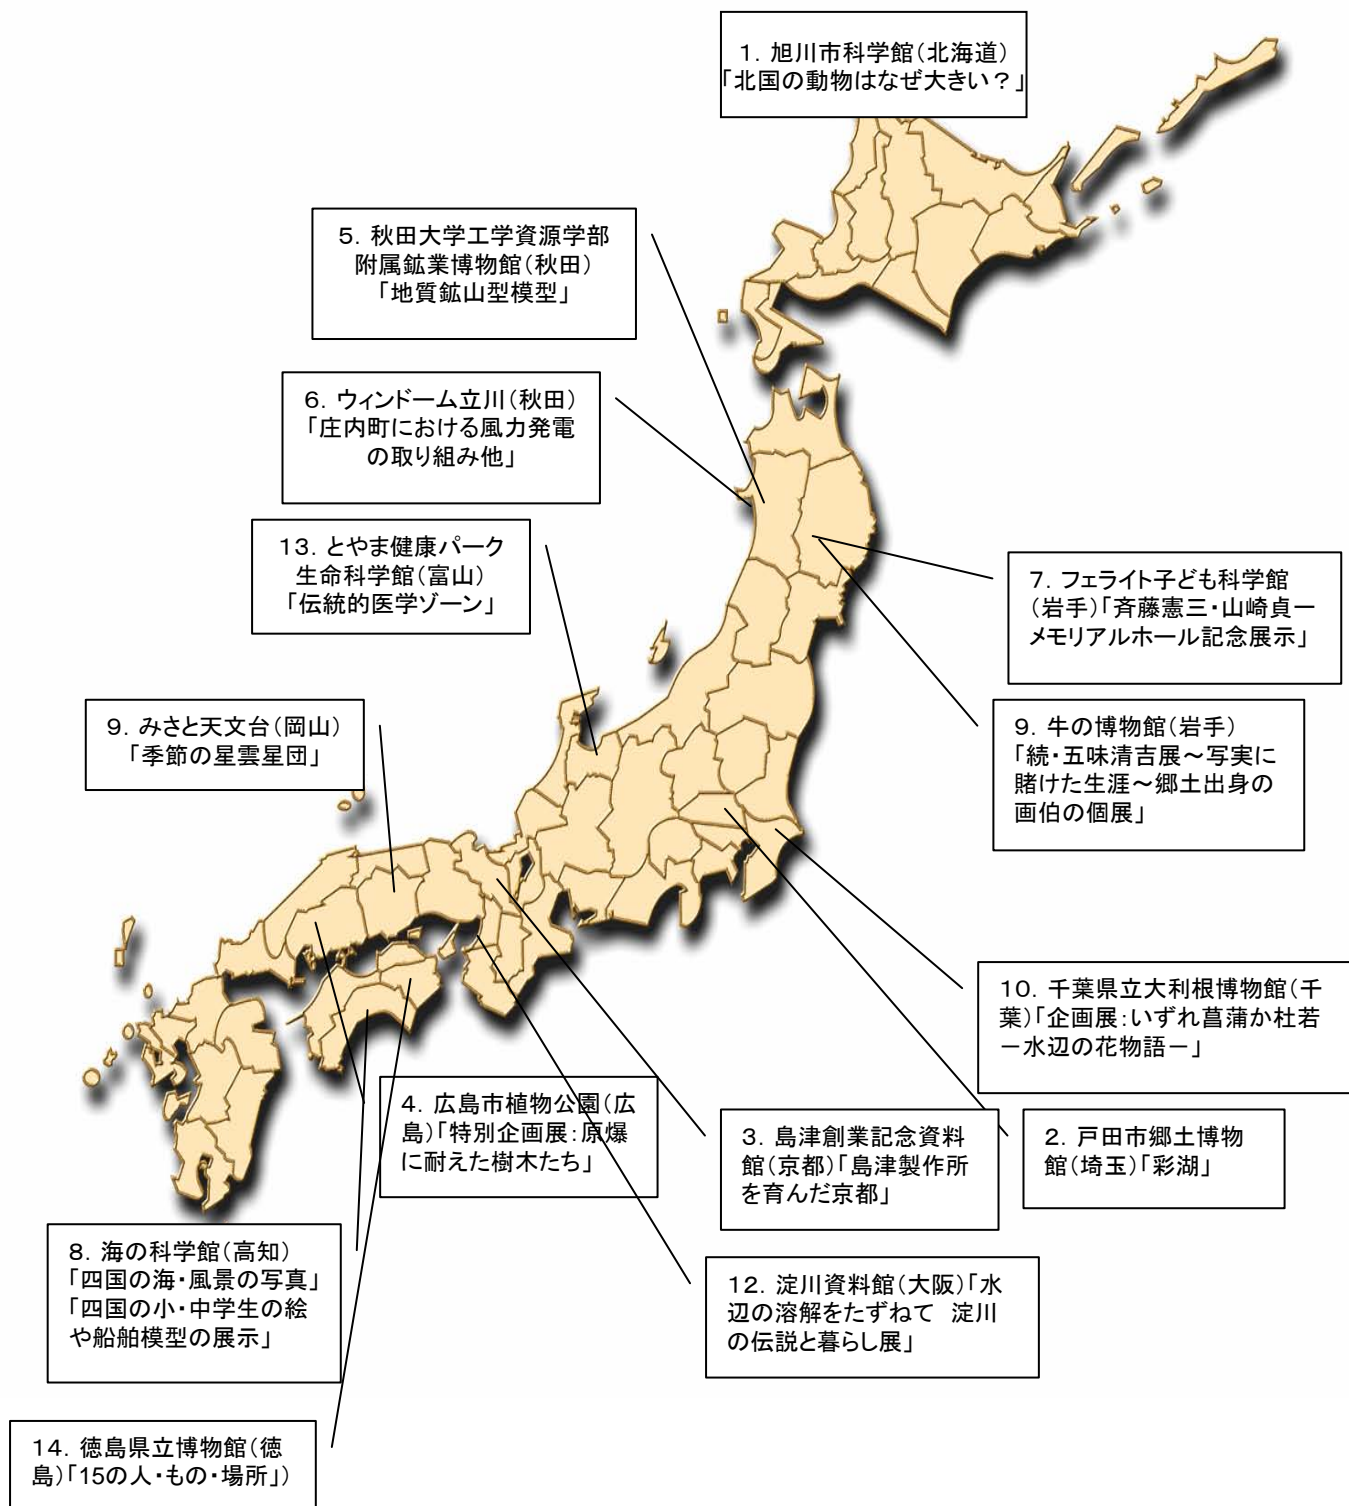 1. 旭川市科学館(北海道)
「北国の動物はなぜ大きい？」
5. 秋田大学工学資源学部
附属鉱業博物館(秋田)
「地質鉱山型模型」
6. ウィンドーム立川(秋田)
「庄内町における風力発電
の取り組み他」
13. とやま健康パーク
生命科学館(富山)
「伝統的医学ゾーン」
7. フェライト子ども科学館
(岩手)「斉藤憲三・山崎貞一
メモリアルホール記念展示」
9. みさと天文台(岡山)
「季節の星雲星団」
9. 牛の博物館(岩手)
「続・五味清吉展～写実に
賭けた生涯～郷土出身の
画伯の個展」
10. 千葉県立大利根博物館(千
葉)「企画展:いずれ菖蒲か杜若
－水辺の花物語－」
4. 広島市植物公園(広
島)「特別企画展:原爆
に耐えた樹木たち」
3. 島津創業記念資料
館(京都)「島津製作所
を育んだ京都」
2. 戸田市郷土博物
館(埼玉)「彩湖」
8. 海の科学館(高知)
「四国の海・風景の写真」
「四国の小・中学生の絵
や船舶模型の展示」
12. 淀川資料館(大阪)「水
辺の溶解をたずねて　淀川
の伝説と暮らし展」
14. 徳島県立博物館(徳
島)「15の人・もの・場所」)